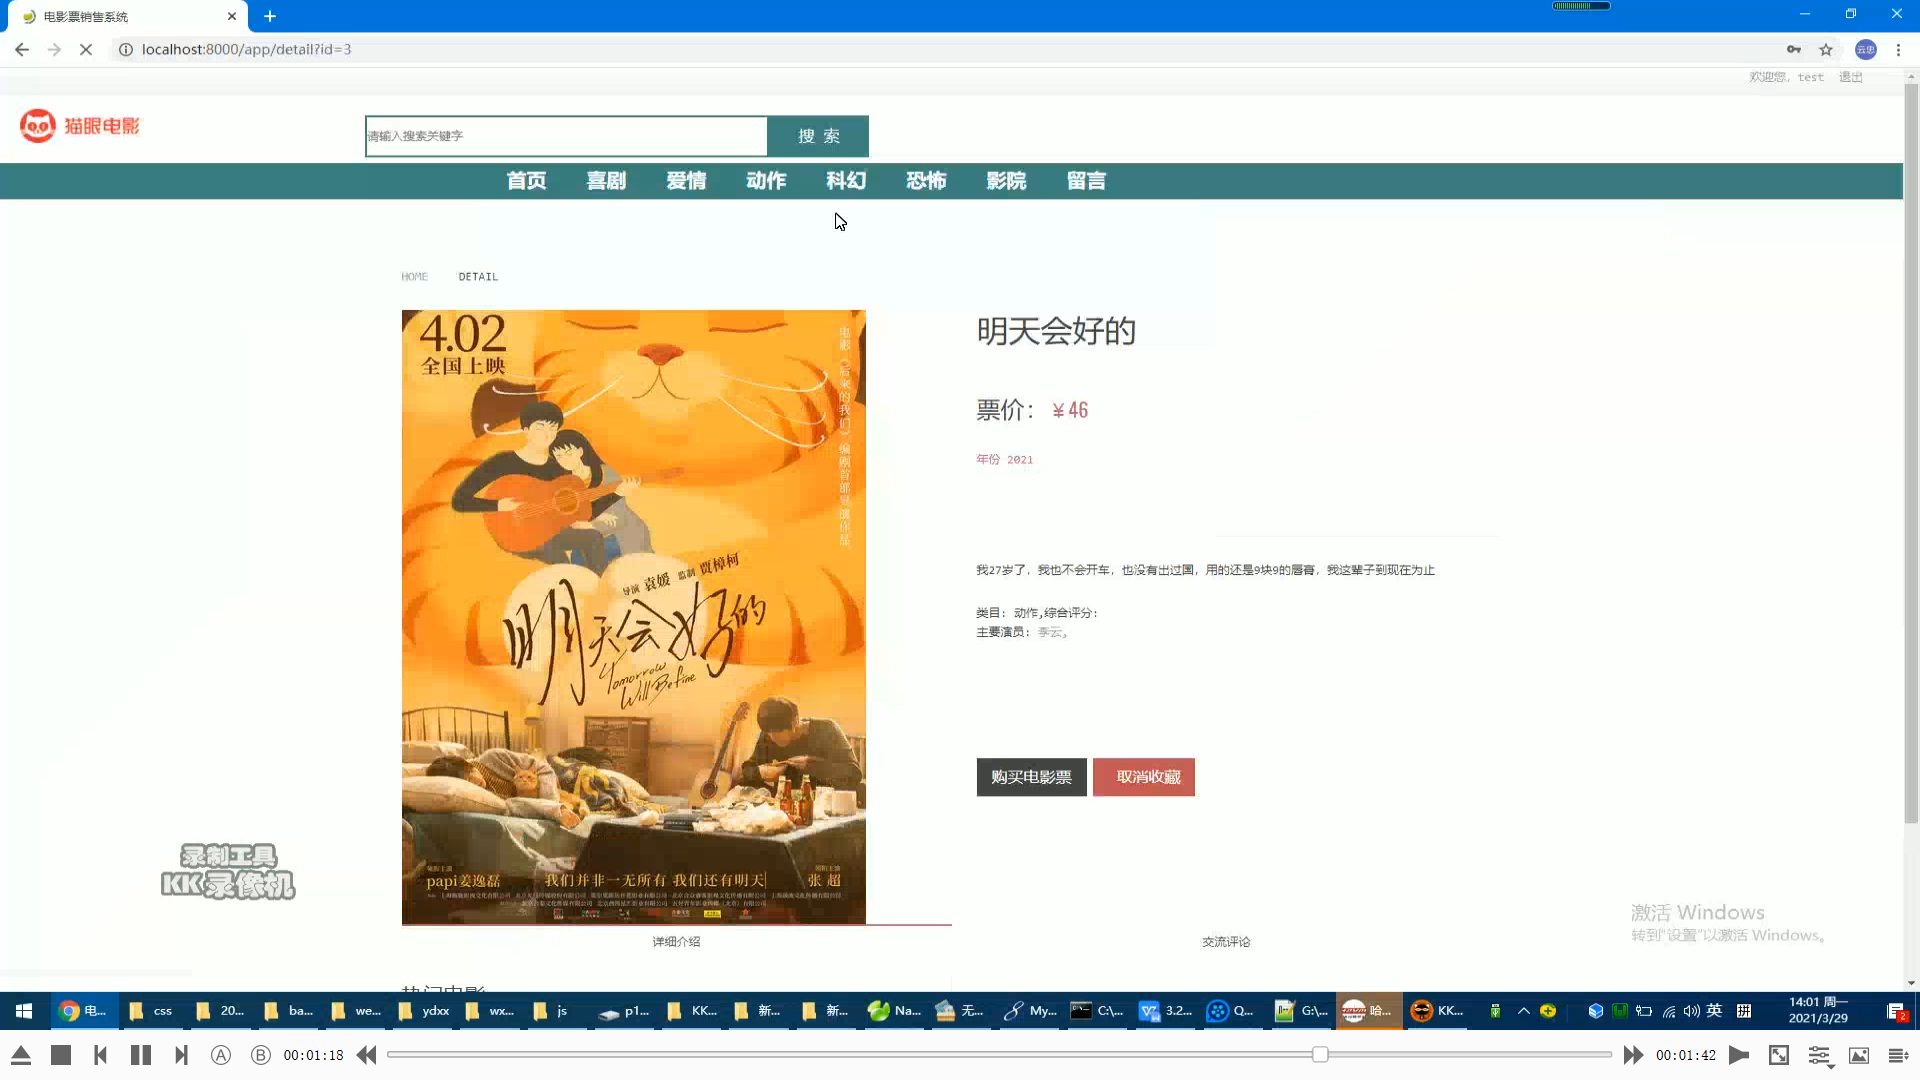 电影票销售系统
localhost:8000/app/detail?id=3
云忠
欢迎您, test 退出
猫眼电影
请输入搜索关键字
搜 索
首页 喜剧 爱情 动作 科幻 恐怖 影院 留言
HOME DETAIL
4.02
全国上映
电影《后来的我们》编剧首部导演作品
导演 袁媛 监制 贾樟柯
明天会好的
Tomorrow
Will Be fine
papi姜逸磊
我们并非一无所有 我们还有明天
张 超
明天会好的
票价： ¥46
年份 2021
我27岁了，我也不会开车，也没有出过国，用的还是9块9的唇膏，我这辈子到现在为止
类目: 动作,综合评分:
主要演员: 李云,
购买电影票 取消收藏
录制工具
KK录像机
激活 Windows
转到"设置"以激活 Windows。
详细介绍 交流评论
热门电影
电... css 20... ba... we... ydxx wx... js p1... KK... 新... 新... Na... 无... My... C:\... 3.2... Q... G:\... 哈... KK... 英
14:01 周一
2021/3/29
2
A B 00:01:18 00:01:42